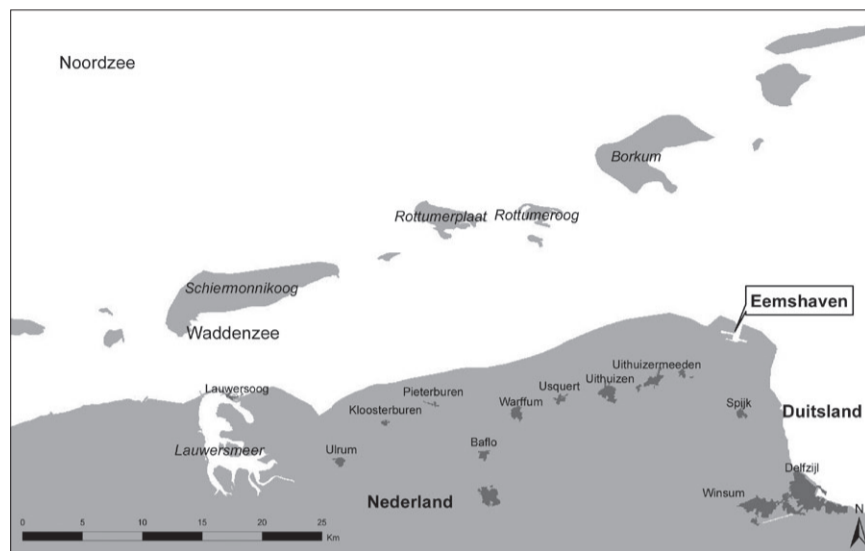 Noordzee
Borkum
Rottumerplaat
Rottumeroog
Schiermonnikoog
Eemshaven
Waddenzee
Uithuizermeeden
Uithuizen
Lauwersoog
Pieterburen
Usquert
Warffum
Kloosterburen
Spijk
Duitsland
Lauwersmeer
Ulrum
Baflo
Delfzijl
Nederland
Winsum
N
0 5 10 15 20 25
Km